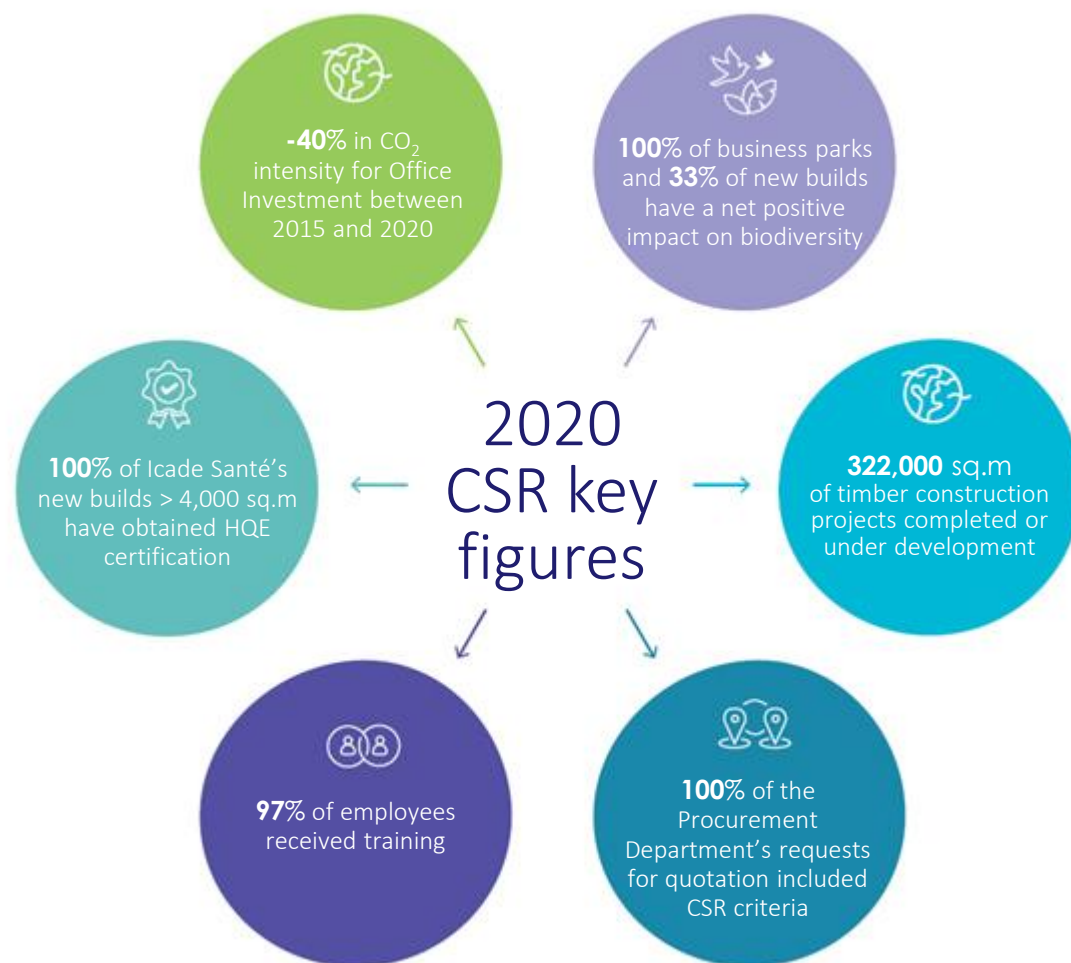 -40% in CO₂
intensity for Office
Investment between
2015 and 2020
100% of business parks
and 33% of new builds
have a net positive
impact on biodiversity
100% of Icade Santé’s
new builds > 4,000 sq.m
have obtained HQE
certification
2020
CSR key
figures
322,000 sq.m
of timber construction
projects completed or
under development
97% of employees
received training
100% of the
Procurement
Department’s requests
for quotation included
CSR criteria